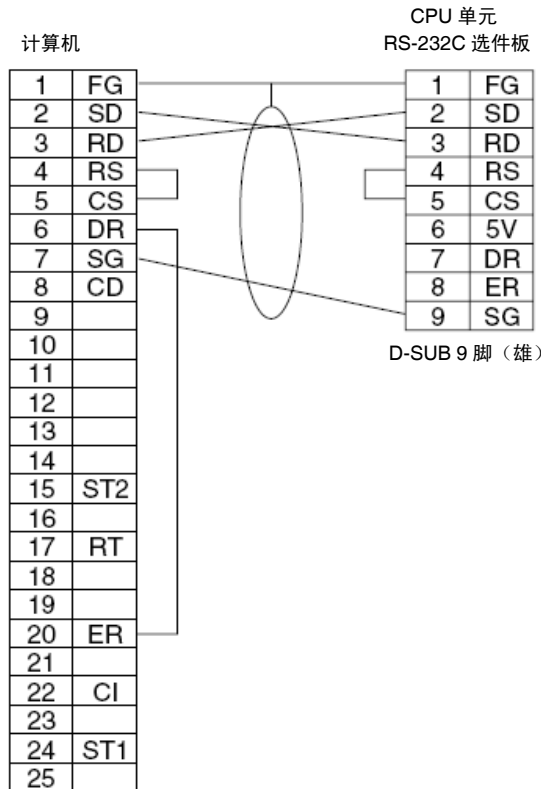 CPU 单元
计算机
RS-232C 选件板
1 FG
2 SD
3 RD
4 RS
5 CS
6 DR
7 SG
8 CD
9
10
11
12
13
14
15 ST2
16
17 RT
18
19
20 ER
21
22 CI
23
24 ST1
25
1 FG
2 SD
3 RD
4 RS
5 CS
6 5V
7 DR
8 ER
9 SG
D-SUB 9 脚（雄）